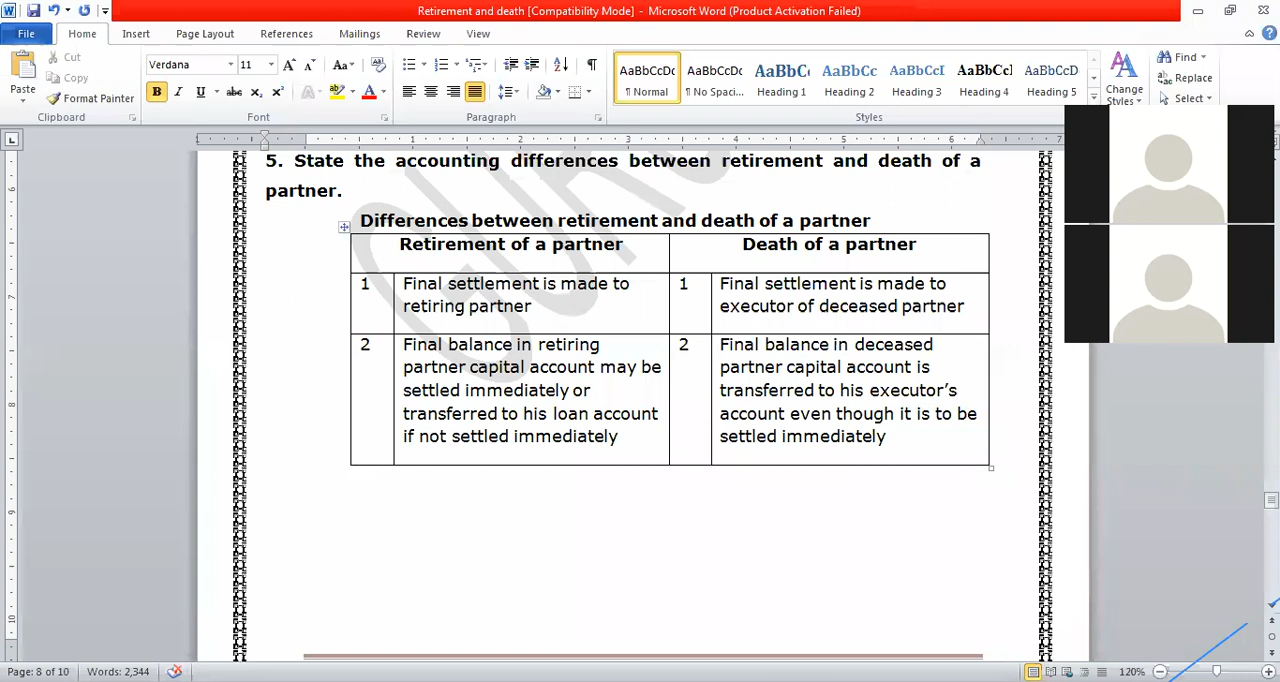 Retirement and death [Compatibility Mode] - Microsoft Word (Product Activation Failed)
File Home Insert Page Layout References Mailings Review View
Cut
Copy
Format Painter
Paste
Clipboard
Verdana 11
Font
Paragraph
AaBbCcDc AaBbCcDc AaBbC AaBbCc AaBbCcI AaBbCcI AaBbCcD
¶ Normal ¶ No Spaci... Heading 1 Heading 2 Heading 3 Heading 4 Heading 5
Styles
Change
Styles
Find
Replace
Select
5. State the accounting differences between retirement and death of a
partner.
Differences between retirement and death of a partner
Retirement of a partner Death of a partner
1 Final settlement is made to
retiring partner
1 Final settlement is made to
executor of deceased partner
2 Final balance in retiring
partner capital account may be
settled immediately or
transferred to his loan account
if not settled immediately
2 Final balance in deceased
partner capital account is
transferred to his executor's
account even though it is to be
settled immediately
Page: 8 of 10 Words: 2,344 120%